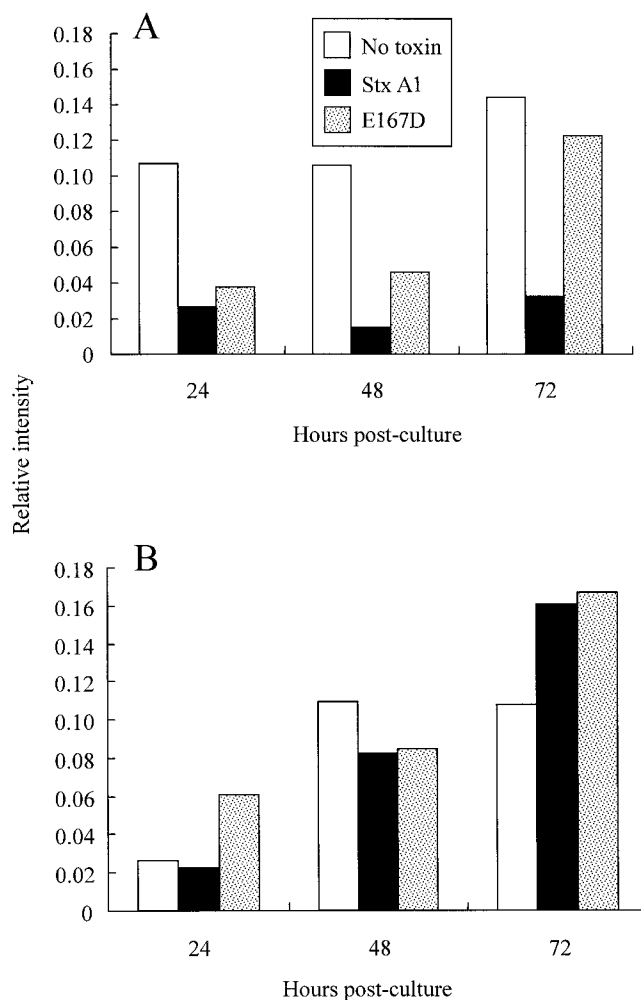 A
No toxin
Stx A1
E167D
0.18
0.16
0.14
0.12
0.10
0.08
0.06
0.04
0.02
0
24 48 72
Hours post-culture
Relative intensity
B
0.18
0.16
0.14
0.12
0.10
0.08
0.06
0.04
0.02
0
24 48 72
Hours post-culture